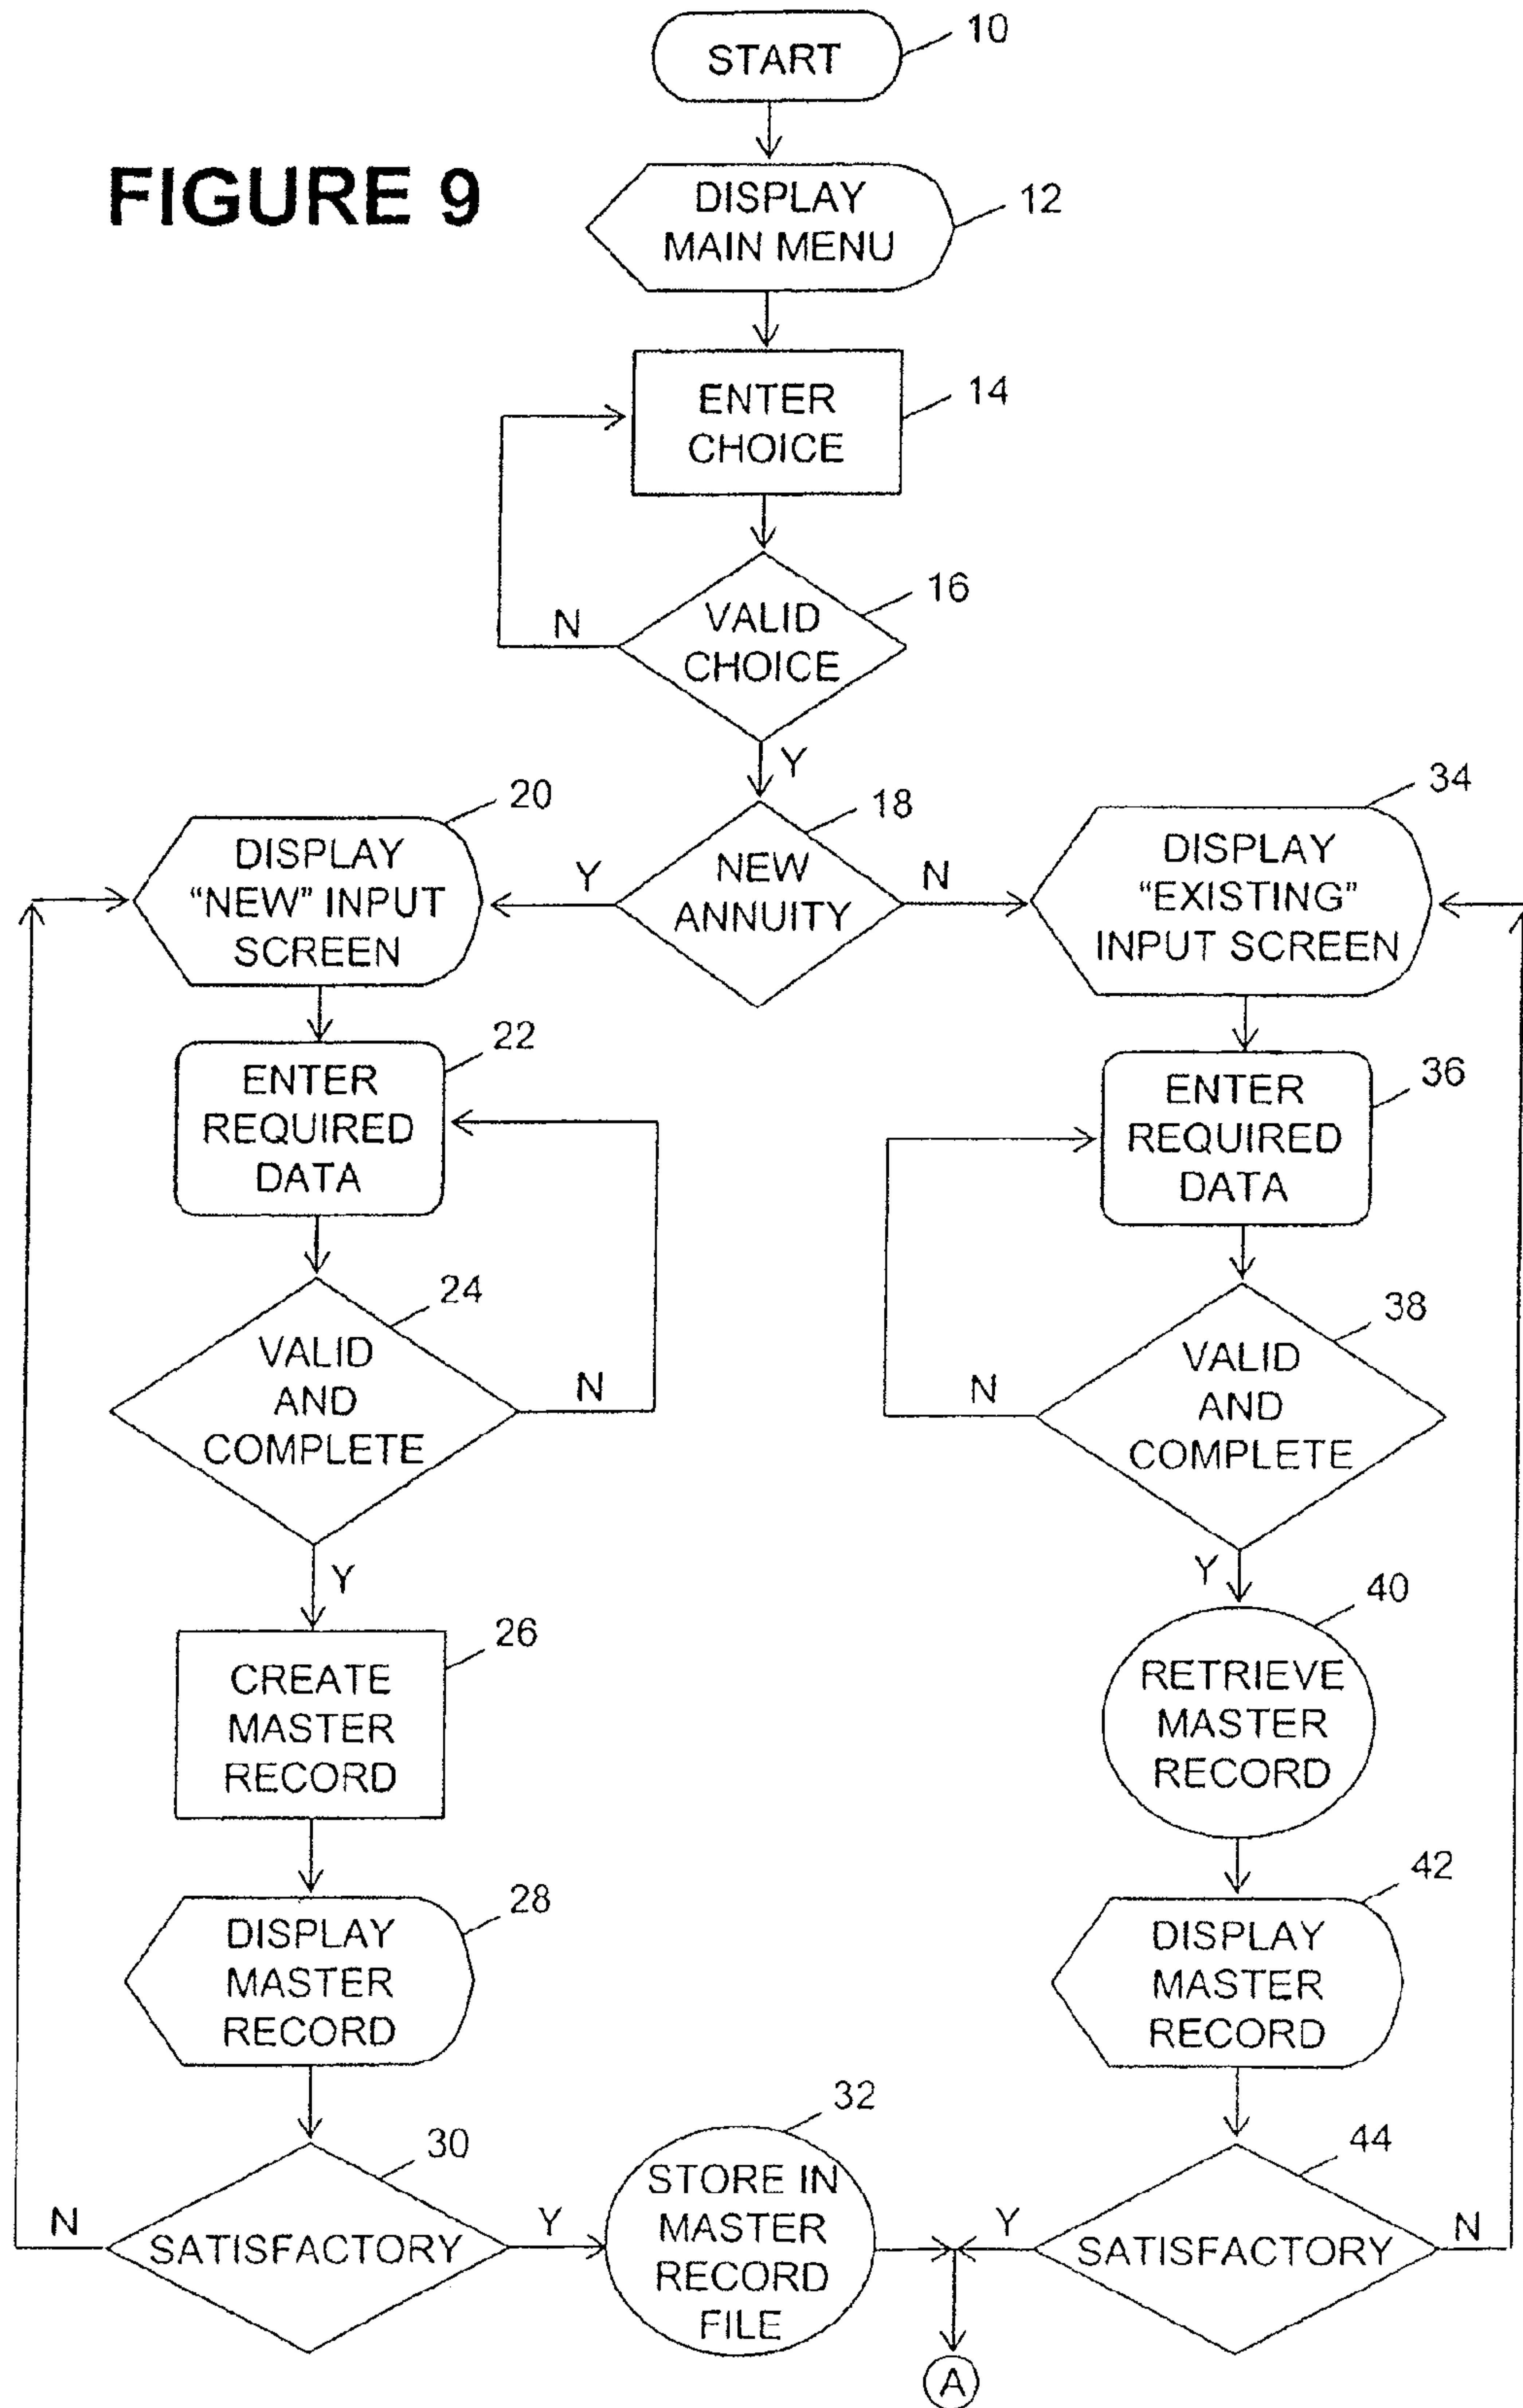 START
10
FIGURE 9
DISPLAY
MAIN MENU
12
ENTER
CHOICE
14
VALID
CHOICE
16
N
Y
NEW
ANNUITY
18
Y
N
DISPLAY
“NEW” INPUT
SCREEN
20
DISPLAY
“EXISTING”
INPUT SCREEN
34
ENTER
REQUIRED
DATA
22
ENTER
REQUIRED
DATA
36
VALID
AND
COMPLETE
24
N
Y
VALID
AND
COMPLETE
38
N
Y
CREATE
MASTER
RECORD
26
RETRIEVE
MASTER
RECORD
40
DISPLAY
MASTER
RECORD
28
DISPLAY
MASTER
RECORD
42
N
SATISFACTORY
30
Y
STORE IN
MASTER
RECORD
FILE
32
Y
SATISFACTORY
44
N
A